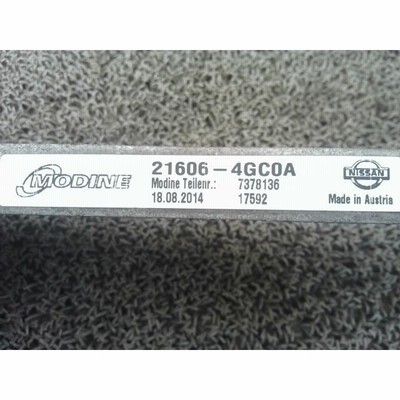 MODINE
21606-4GC0A
Modine Teilenr.: 7378136
18.08.2014 17592
NISSAN
Made in Austria